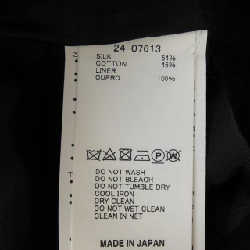 24 07613
SILK 51%
COTTON 49%
LINER
CUPRO 100%
DO NOT WASH
DO NOT BLEACH
DO NOT TUMBLE DRY
COOL IRON
DRY CLEAN
DO NOT WET CLEAN
CLEAN IN NET
MADE IN JAPAN